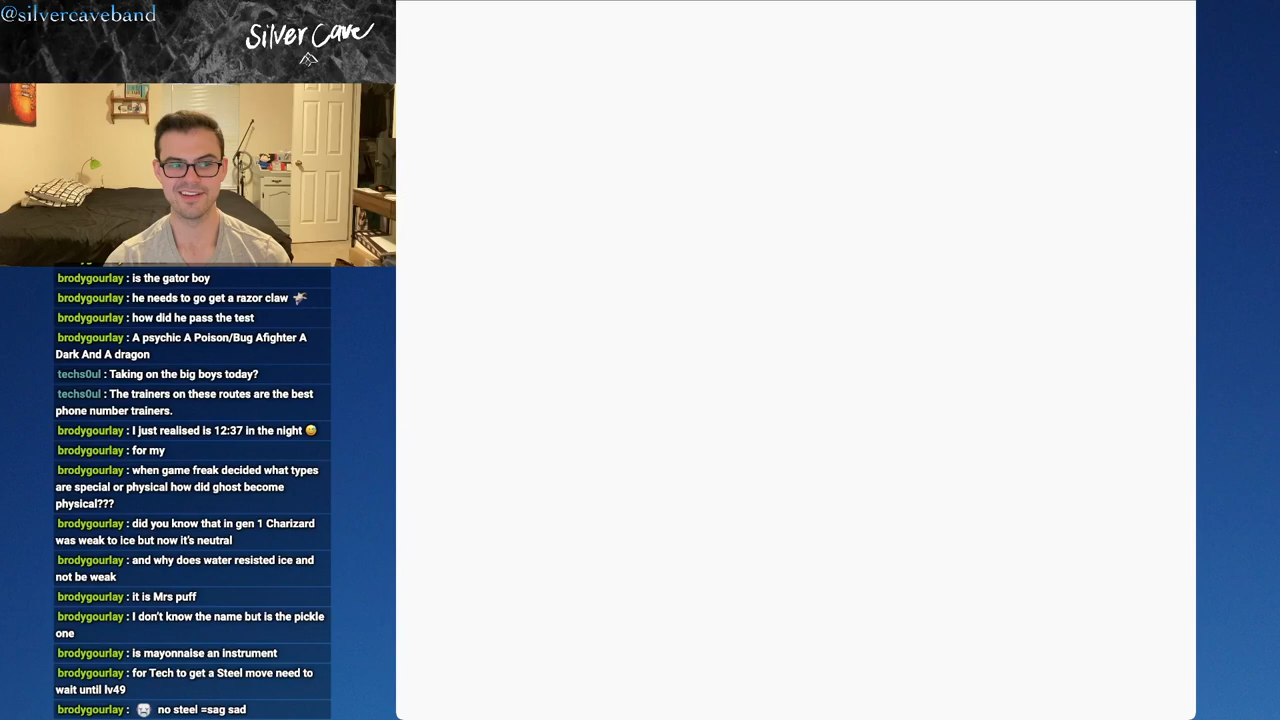 @silvercaveband
Silver Cave
brodygourlay : is the gator boy
brodygourlay : he needs to go get a razor claw
brodygourlay : how did he pass the test
brodygourlay : A psychic A Poison/Bug Afighter A
Dark And A dragon
techs0ul : Taking on the big boys today?
techs0ul : The trainers on these routes are the best
phone number trainers.
brodygourlay : I just realised is 12:37 in the night 😅
brodygourlay : for my
brodygourlay : when game freak decided what types
are special or physical how did ghost become
physical???
brodygourlay : did you know that in gen 1 Charizard
was weak to ice but now it's neutral
brodygourlay : and why does water resisted ice and
not be weak
brodygourlay : it is Mrs puff
brodygourlay : I don't know the name but is the pickle
one
brodygourlay : is mayonnaise an instrument
brodygourlay : for Tech to get a Steel move need to
wait until lv49
brodygourlay : no steel =sag sad